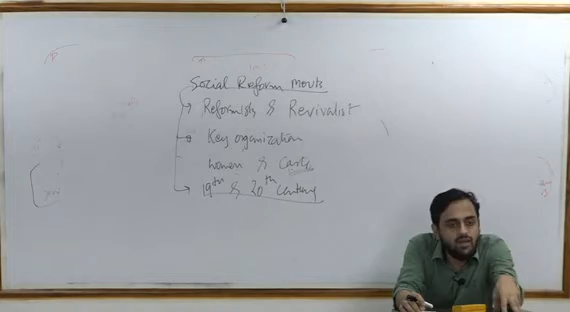 Social Reform movts
Reformists & Revivalist
Key organization
women & Caste
19th & 20th Century